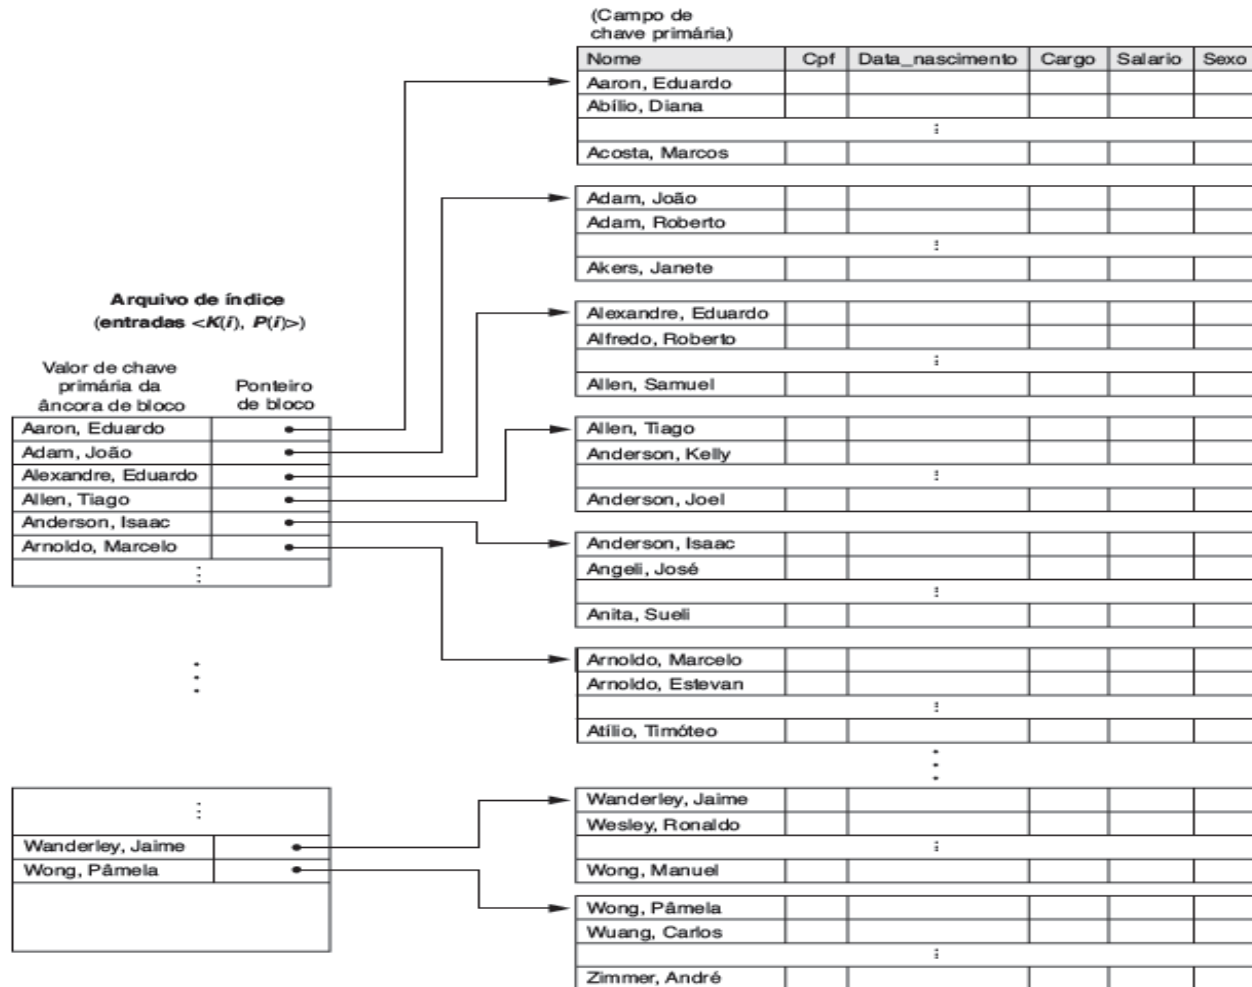 (Campo de
chave primária)
Nome Cpf Data_nascimento Cargo Salario Sexo
Aaron, Eduardo
Abílio, Diana
⋮
Acosta, Marcos
Adam, João
Adam, Roberto
⋮
Akers, Janete
Alexandre, Eduardo
Alfredo, Roberto
⋮
Allen, Samuel
Allen, Tiago
Anderson, Kelly
⋮
Anderson, Joel
Anderson, Isaac
Angeli, José
⋮
Anita, Sueli
Arnoldo, Marcelo
Arnoldo, Estevan
⋮
Atílio, Timóteo
⋮
Wanderley, Jaime
Wesley, Ronaldo
⋮
Wong, Manuel
Wong, Pâmela
Wuang, Carlos
⋮
Zimmer, André
Arquivo de índice
(entradas <K(i), P(i)>)
Valor de chave
primária da
âncora de bloco
Ponteiro
de bloco
Aaron, Eduardo
Adam, João
Alexandre, Eduardo
Allen, Tiago
Anderson, Isaac
Arnoldo, Marcelo
⋮
⋮
⋮
Wanderley, Jaime
Wong, Pâmela